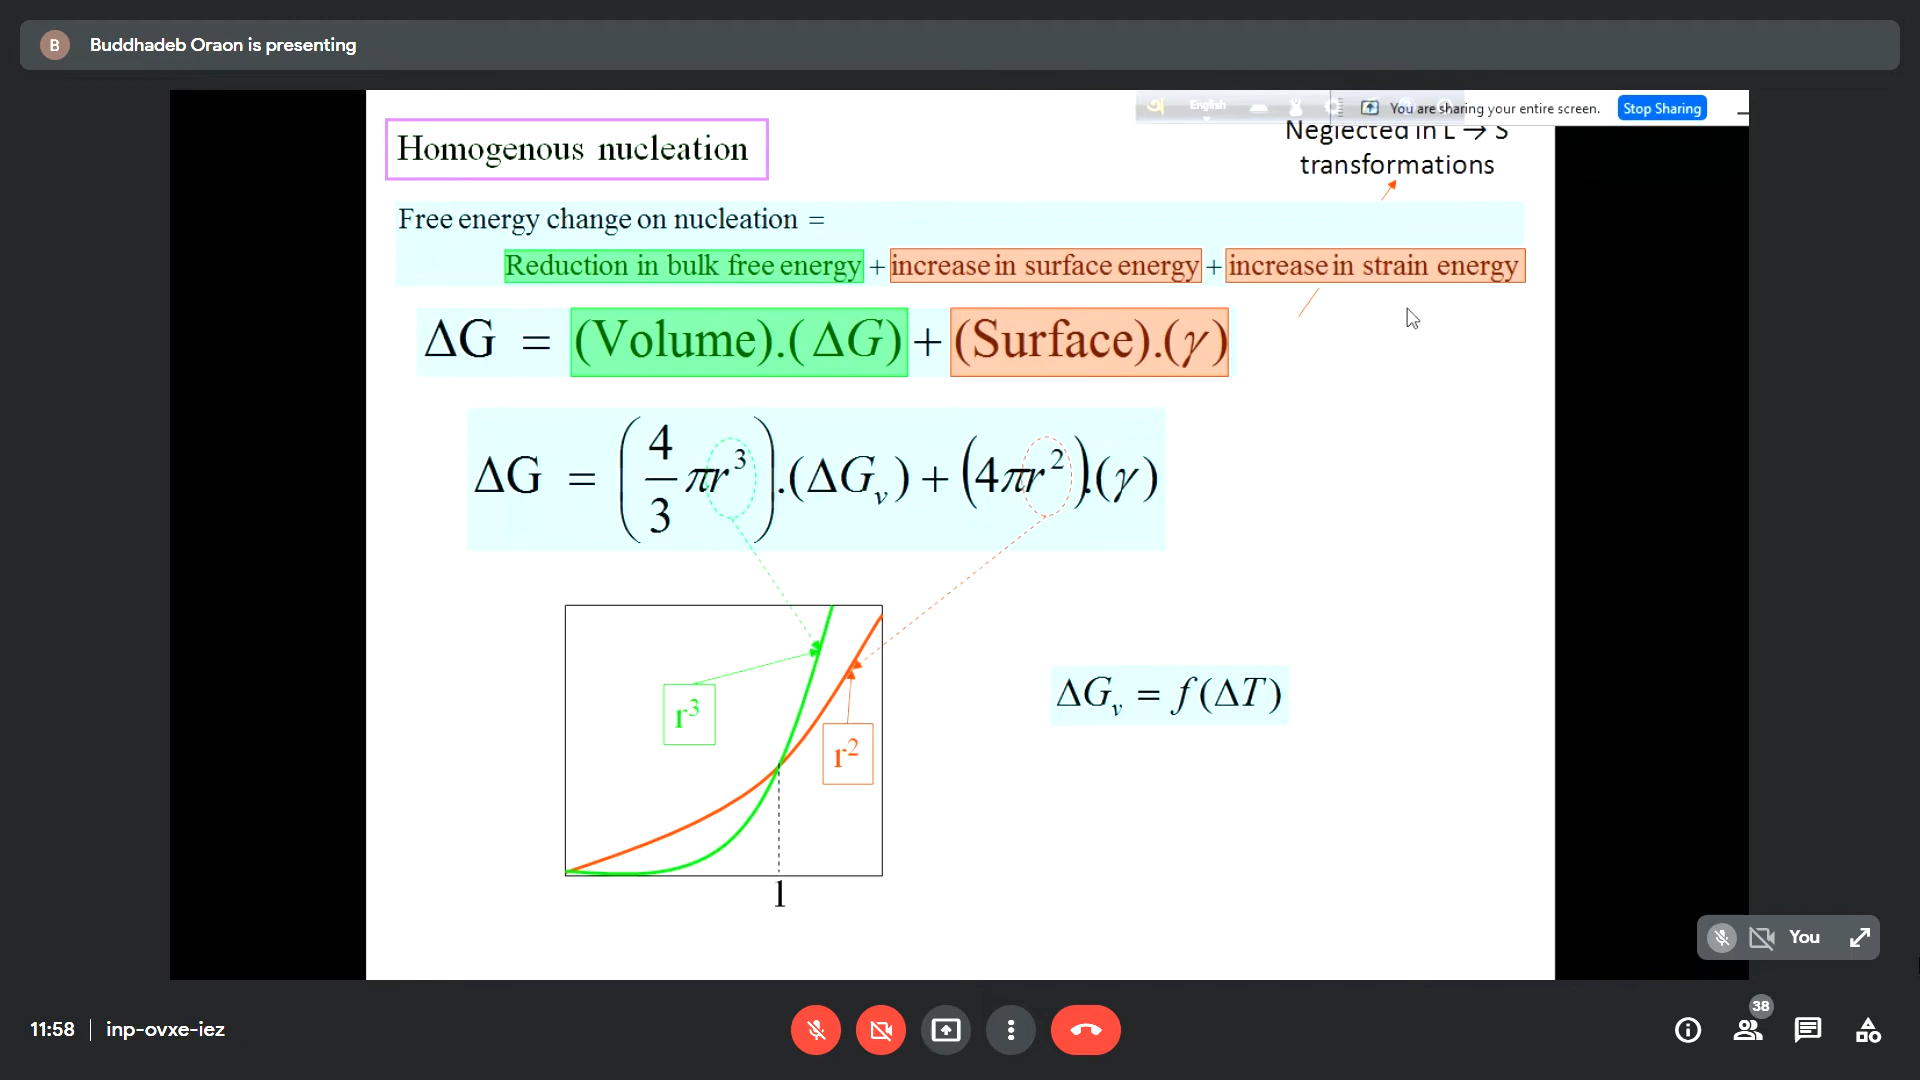 B Buddhadeb Oraon is presenting
English
You are sharing your entire screen. Stop Sharing
Neglected in L → S
transformations
Homogenous nucleation
Free energy change on nucleation =
Reduction in bulk free energy + increase in surface energy + increase in strain energy
ΔG = (Volume).(ΔG) + (Surface).(γ)
ΔG = (4/3 πr³).(ΔGᵥ) + (4πr²).(γ)
r³
r²
1
ΔGᵥ = f(ΔT)
You
11:58 | inp-ovxe-iez
38